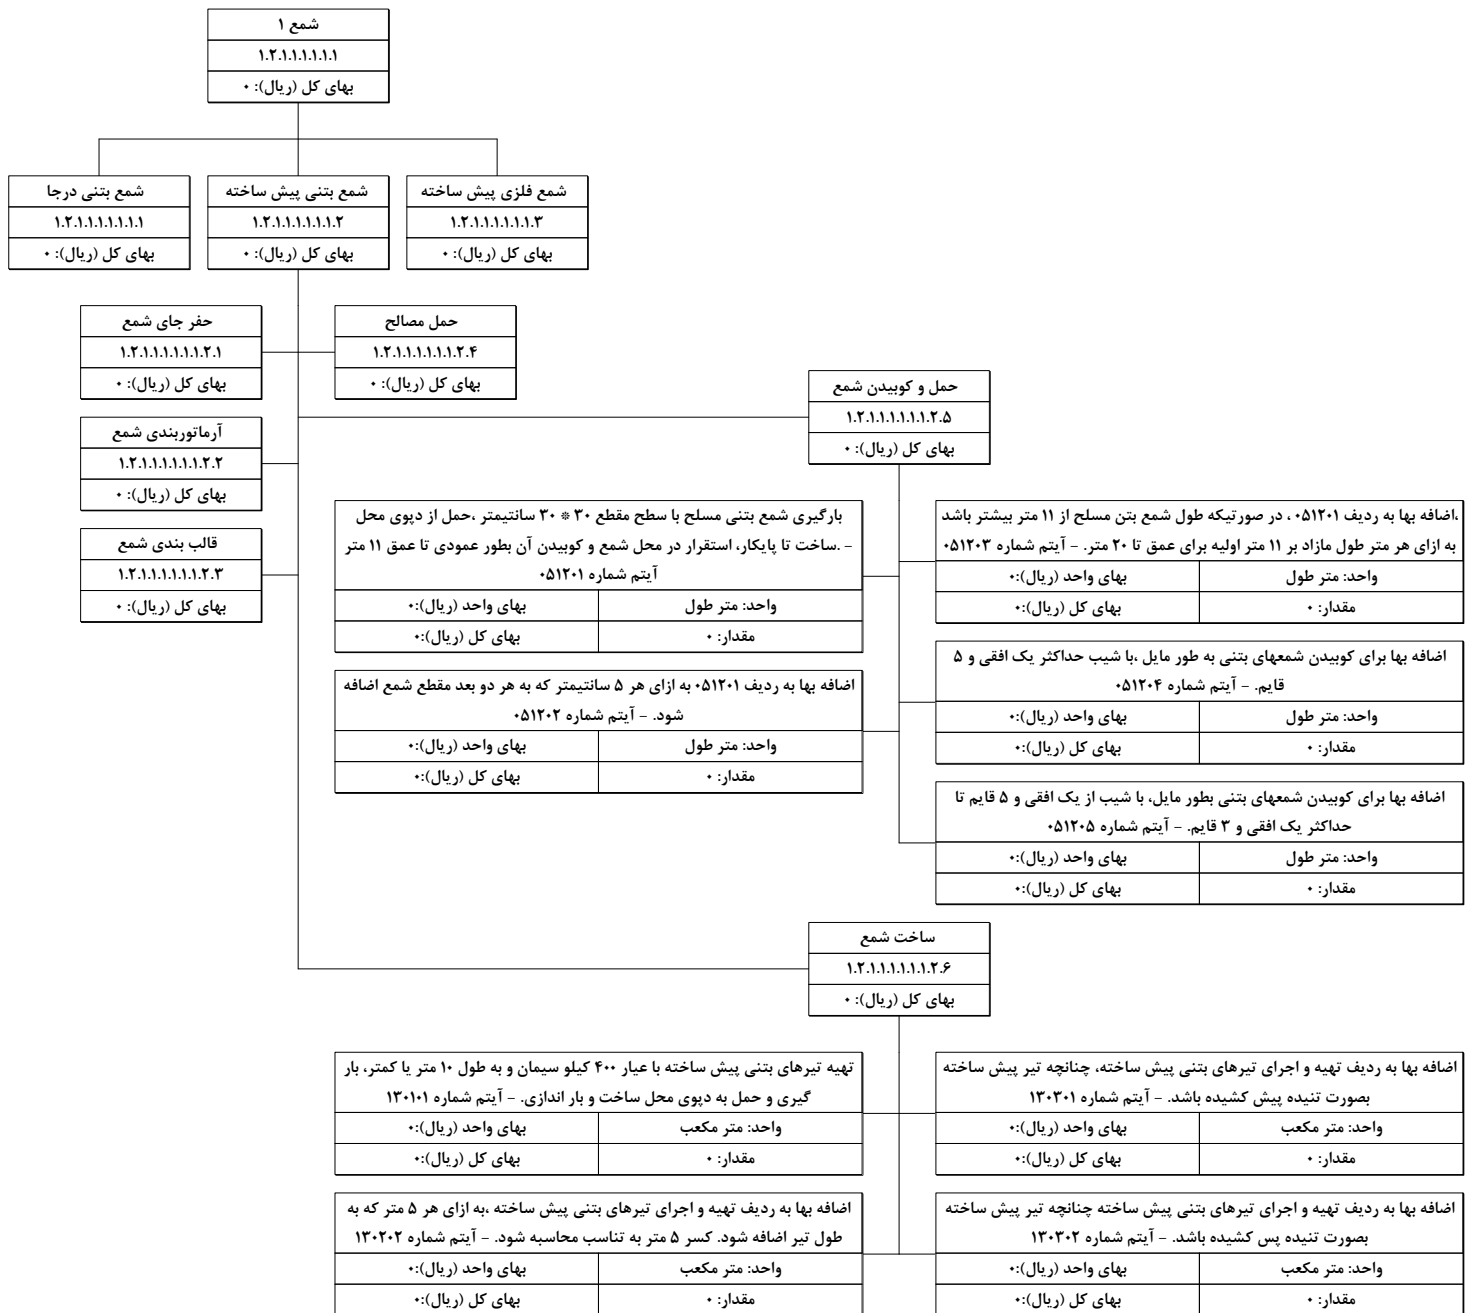 شمع ۱
۱.۲.۱.۱.۱.۱.۱.۱
بهای کل (ریال): ۰
شمع بتنی درجا
۱.۲.۱.۱.۱.۱.۱.۱.۱
بهای کل (ریال): ۰
شمع بتنی پیش ساخته
۱.۲.۱.۱.۱.۱.۱.۱.۲
بهای کل (ریال): ۰
شمع فلزی پیش ساخته
۱.۲.۱.۱.۱.۱.۱.۱.۳
بهای کل (ریال): ۰
حفر جای شمع
۱.۲.۱.۱.۱.۱.۱.۱.۲.۱
بهای کل (ریال): ۰
حمل مصالح
۱.۲.۱.۱.۱.۱.۱.۱.۲.۴
بهای کل (ریال): ۰
آرماتوربندی شمع
۱.۲.۱.۱.۱.۱.۱.۱.۲.۲
بهای کل (ریال): ۰
قالب بندی شمع
۱.۲.۱.۱.۱.۱.۱.۱.۲.۳
بهای کل (ریال): ۰
حمل و کوبیدن شمع
۱.۲.۱.۱.۱.۱.۱.۱.۲.۵
بهای کل (ریال): ۰
بارگیری شمع بتنی مسلح با سطح مقطع ۳۰ * ۳۰ سانتیمتر ،حمل از دپوی محل
ساخت تا پایکار، استقرار در محل شمع و کوبیدن آن بطور عمودی تا عمق ۱۱ متر. -
آیتم شماره ۰۵۱۲۰۱
واحد: متر طول
بهای واحد (ریال):۰
مقدار: ۰
بهای کل (ریال):۰
اضافه بها به ردیف ۰۵۱۲۰۱ ، در صورتیکه طول شمع بتن مسلح از ۱۱ متر بیشتر باشد،
به ازای هر متر طول مازاد بر ۱۱ متر اولیه برای عمق تا ۲۰ متر. - آیتم شماره ۰۵۱۲۰۳
واحد: متر طول
بهای واحد (ریال):۰
مقدار: ۰
بهای کل (ریال):۰
اضافه بها به ردیف ۰۵۱۲۰۱ به ازای هر ۵ سانتیمتر که به هر دو بعد مقطع شمع اضافه
شود. - آیتم شماره ۰۵۱۲۰۲
واحد: متر طول
بهای واحد (ریال):۰
مقدار: ۰
بهای کل (ریال):۰
اضافه بها برای کوبیدن شمعهای بتنی به طور مایل ،با شیب حداکثر یک افقی و ۵
قایم. - آیتم شماره ۰۵۱۲۰۴
واحد: متر طول
بهای واحد (ریال):۰
مقدار: ۰
بهای کل (ریال):۰
اضافه بها برای کوبیدن شمعهای بتنی بطور مایل، با شیب از یک افقی و ۵ قایم تا
حداکثر یک افقی و ۳ قایم. - آیتم شماره ۰۵۱۲۰۵
واحد: متر طول
بهای واحد (ریال):۰
مقدار: ۰
بهای کل (ریال):۰
ساخت شمع
۱.۲.۱.۱.۱.۱.۱.۱.۲.۶
بهای کل (ریال): ۰
تهیه تیرهای بتنی پیش ساخته با عیار ۴۰۰ کیلو سیمان و به طول ۱۰ متر یا کمتر، بار
گیری و حمل به دپوی محل ساخت و بار اندازی. - آیتم شماره ۱۳۰۱۰۱
واحد: متر مکعب
بهای واحد (ریال):۰
مقدار: ۰
بهای کل (ریال):۰
اضافه بها به ردیف تهیه و اجرای تیرهای بتنی پیش ساخته، چنانچه تیر پیش ساخته
بصورت تنیده پیش کشیده باشد. - آیتم شماره ۱۳۰۳۰۱
واحد: متر مکعب
بهای واحد (ریال):۰
مقدار: ۰
بهای کل (ریال):۰
اضافه بها به ردیف تهیه و اجرای تیرهای بتنی پیش ساخته ،به ازای هر ۵ متر که به
طول تیر اضافه شود. کسر ۵ متر به تناسب محاسبه شود. - آیتم شماره ۱۳۰۲۰۲
واحد: متر مکعب
بهای واحد (ریال):۰
مقدار: ۰
بهای کل (ریال):۰
اضافه بها به ردیف تهیه و اجرای تیرهای بتنی پیش ساخته چنانچه تیر پیش ساخته
بصورت تنیده پس کشیده باشد. - آیتم شماره ۱۳۰۳۰۲
واحد: متر مکعب
بهای واحد (ریال):۰
مقدار: ۰
بهای کل (ریال):۰